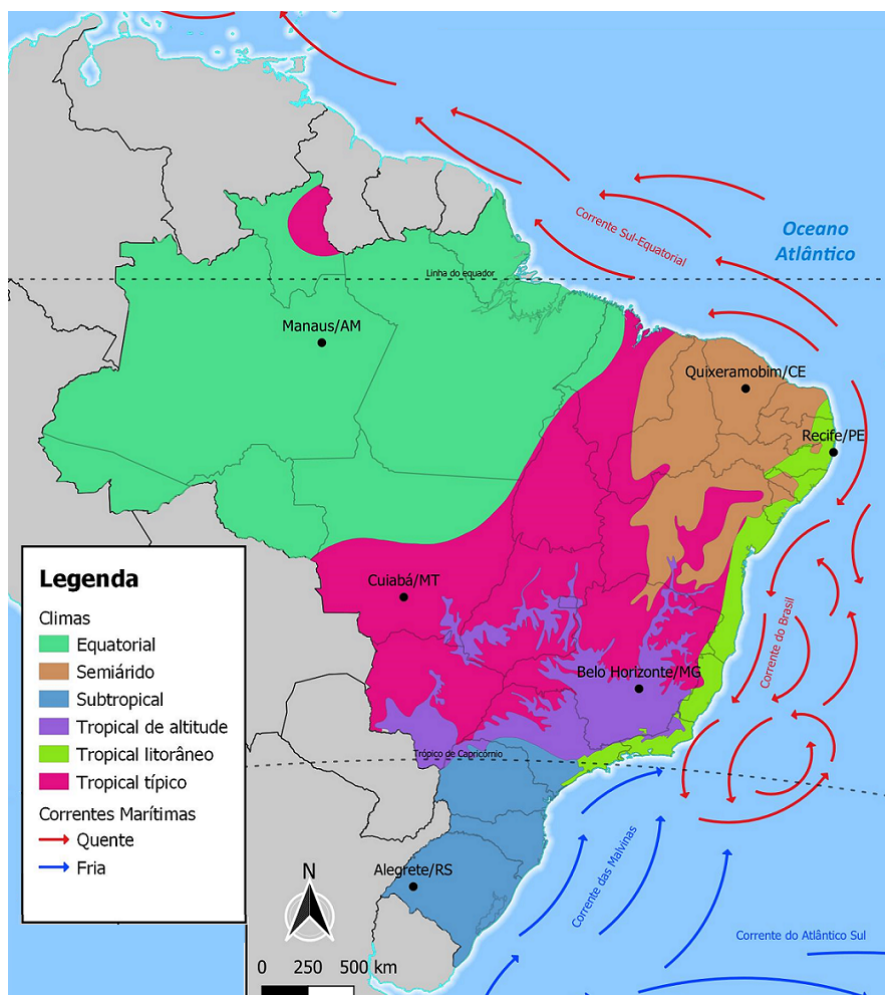 Corrente Sul-Equatorial
Oceano
Atlântico
Linha do equador
Manaus/AM
Quixeramobim/CE
Recife/PE
Cuiabá/MT
Corrente do Brasil
Belo Horizonte/MG
Trópico de Capricórnio
Alegrete/RS
Corrente das Malvinas
Corrente do Atlântico Sul
Legenda
Climas
Equatorial
Semiárido
Subtropical
Tropical de altitude
Tropical litorâneo
Tropical típico
Correntes Marítimas
Quente
Fria
N
0 250 500 km